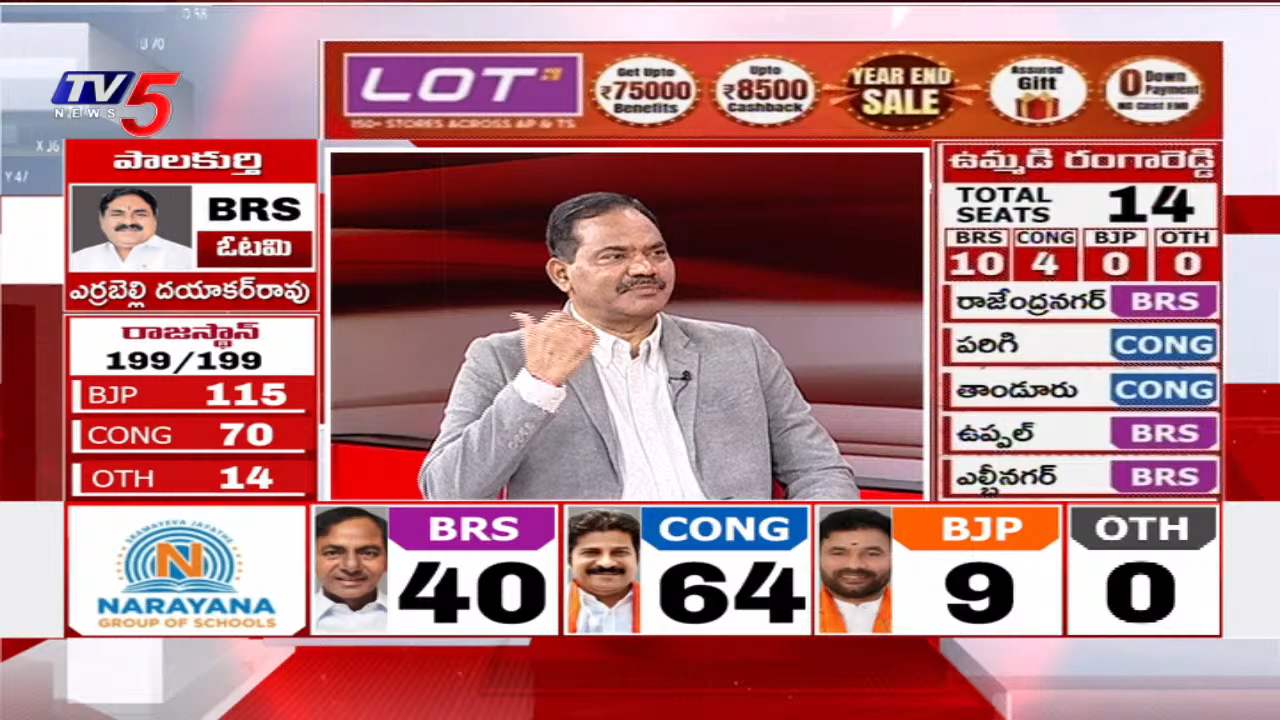 TV5
NEWS
LOT
150+ STORES ACROSS AP & TS
Get Upto
₹75000
Benefits
Upto
₹8500
Cashback
YEAR END
SALE
Assured
Gift
0 Down
Payment
No Cost EMI
పాలకుర్తి
BRS
ఓటమి
ఎర్రబెల్లి దయాకర్‌రావు
రాజస్థాన్
199/199
BJP 115
CONG 70
OTH 14
ఉమ్మడి రంగారెడ్డి
TOTAL
SEATS 14
BRS CONG BJP OTH
10 4 0 0
రాజేంద్రనగర్ BRS
పరిగి CONG
తాండూరు CONG
ఉప్పల్ BRS
ఎల్బీనగర్ BRS
N
NARAYANA
GROUP OF SCHOOLS
BRS
40
CONG
64
BJP
9
OTH
0